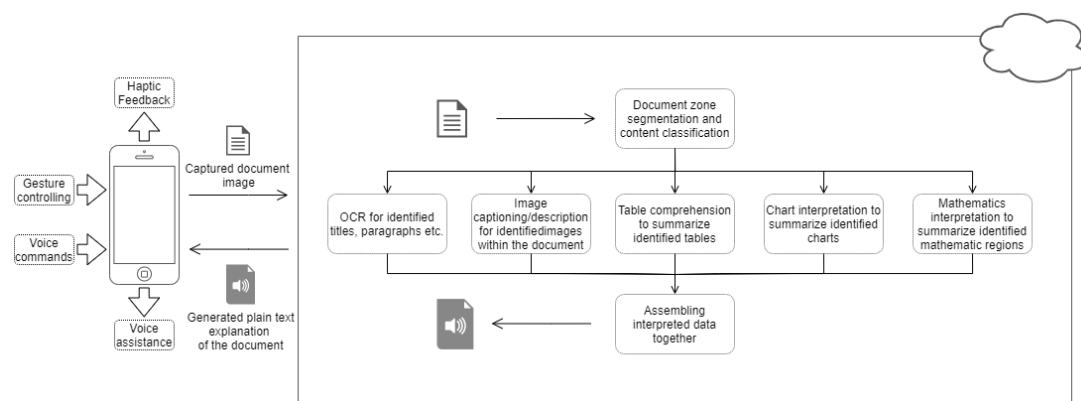 Haptic
Feedback
Gesture
controlling
Voice
commands
Voice
assistance
Captured document
image
Generated plain text
explanation
of the document
Document zone
segmentation and
content classification
OCR for identified
titles, paragraphs etc.
Image
captioning/description
for identifiedimages
within the document
Table comprehension
to summarize
identified tables
Chart interpretation to
summarize identified
charts
Mathematics
interpretation to
summarize identified
mathematic regions
Assembling
interpreted data
together